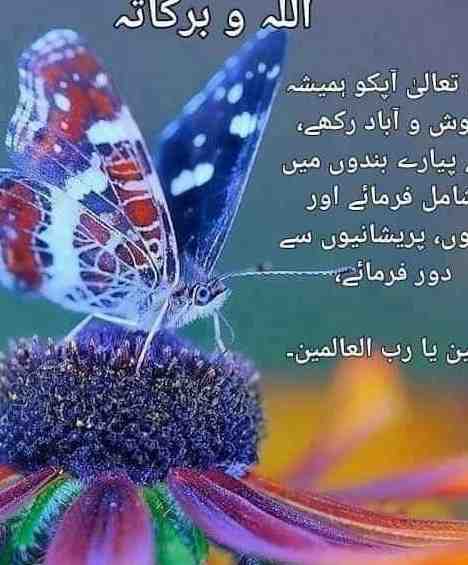 اللہ و برکاتہ
تعالیٰ آپکو ہمیشہ
وش و آباد رکھے،
پیارے بندوں میں
شامل فرمائے اور
وں، پریشانیوں سے
دور فرمائے،
ین یا رب العالمین۔